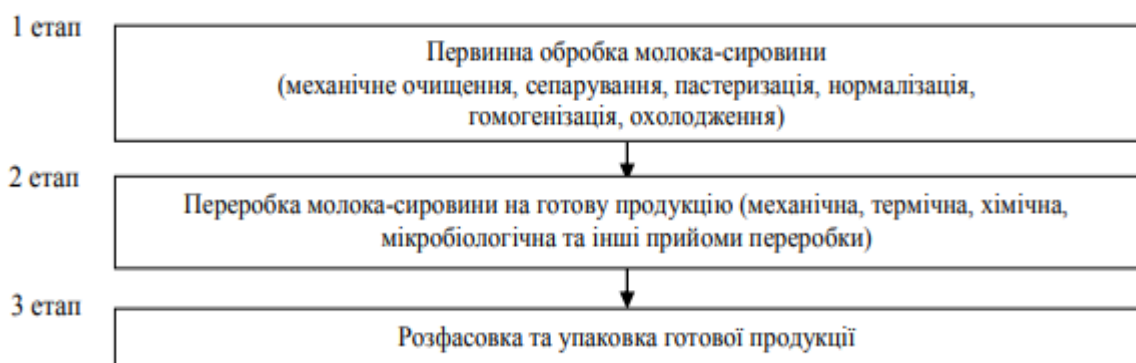 1 етап
Первинна обробка молока-сировини
(механічне очищення, сепарування, пастеризація, нормалізація,
гомогенізація, охолодження)
2 етап
Переробка молока-сировини на готову продукцію (механічна, термічна, хімічна,
мікробіологічна та інші прийоми переробки)
3 етап
Розфасовка та упаковка готової продукції